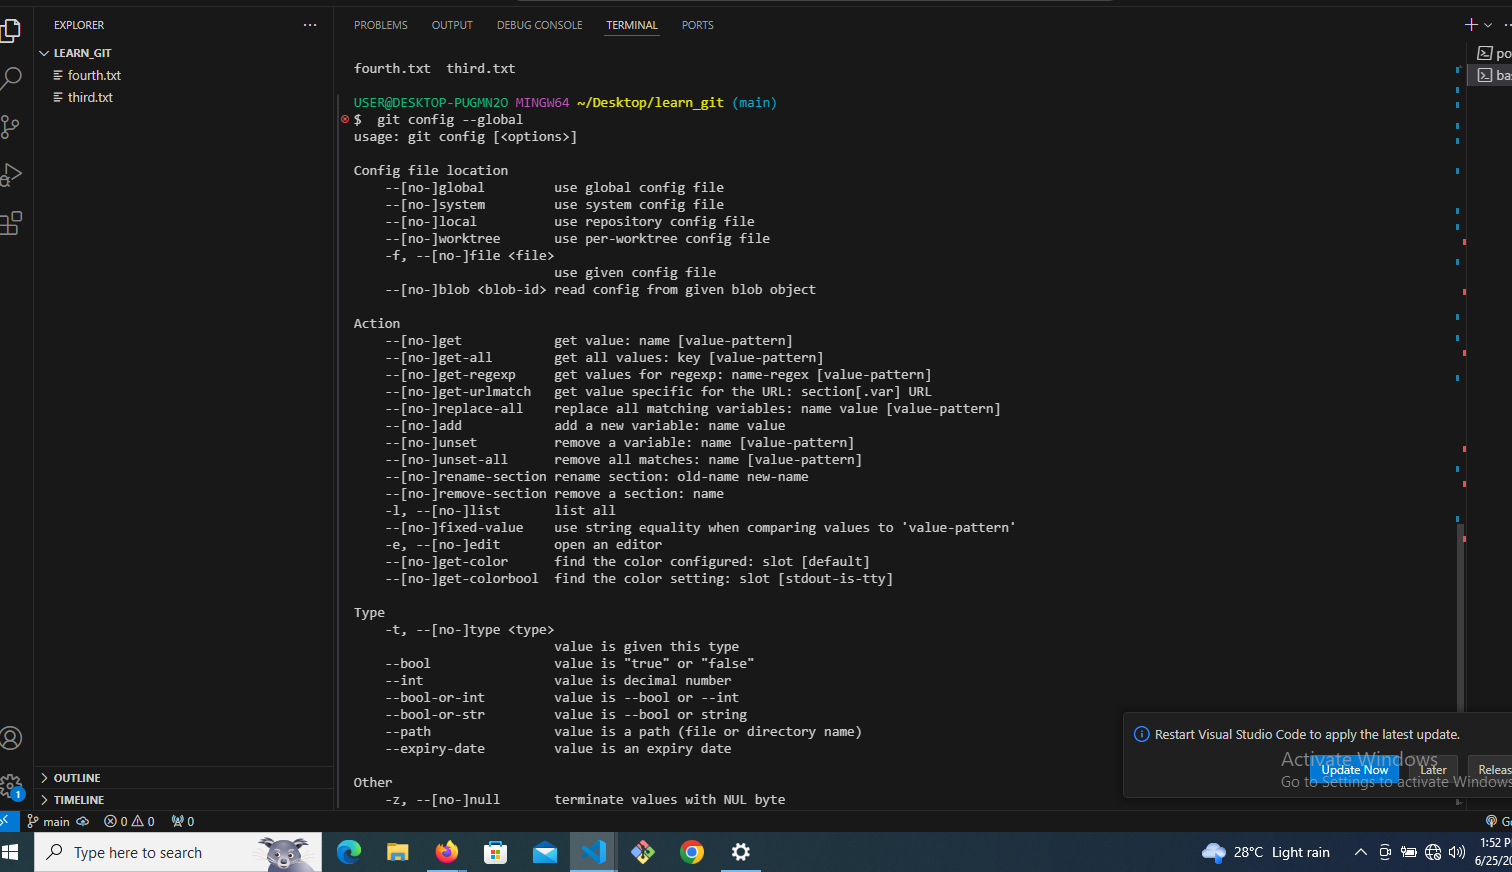 EXPLORER
PROBLEMS OUTPUT DEBUG CONSOLE TERMINAL PORTS
LEARN_GIT
fourth.txt
third.txt
fourth.txt  third.txt
USER@DESKTOP-PUGMN2O MINGW64 ~/Desktop/learn_git (main)
$  git config --global
usage: git config [<options>]
Config file location
    --[no-]global         use global config file
    --[no-]system         use system config file
    --[no-]local          use repository config file
    --[no-]worktree       use per-worktree config file
    -f, --[no-]file <file>
                          use given config file
    --[no-]blob <blob-id> read config from given blob object
Action
    --[no-]get            get value: name [value-pattern]
    --[no-]get-all        get all values: key [value-pattern]
    --[no-]get-regexp     get values for regexp: name-regex [value-pattern]
    --[no-]get-urlmatch   get value specific for the URL: section[.var] URL
    --[no-]replace-all    replace all matching variables: name value [value-pattern]
    --[no-]add            add a new variable: name value
    --[no-]unset          remove a variable: name [value-pattern]
    --[no-]unset-all      remove all matches: name [value-pattern]
    --[no-]rename-section rename section: old-name new-name
    --[no-]remove-section remove a section: name
    -l, --[no-]list       list all
    --[no-]fixed-value    use string equality when comparing values to 'value-pattern'
    -e, --[no-]edit       open an editor
    --[no-]get-color      find the color configured: slot [default]
    --[no-]get-colorbool  find the color setting: slot [stdout-is-tty]
Type
    -t, --[no-]type <type>
                          value is given this type
    --bool                value is "true" or "false"
    --int                 value is decimal number
    --bool-or-int         value is --bool or --int
    --bool-or-str         value is --bool or string
    --path                value is a path (file or directory name)
    --expiry-date         value is an expiry date
Other
    -z, --[no-]null       terminate values with NUL byte
po
bas
Restart Visual Studio Code to apply the latest update.
Update Now Later Releas
Activate Windows
Go to Settings to activate Windows
OUTLINE
TIMELINE
1
main 0 0 0 Go
Type here to search
28°C Light rain
1:52 P
6/25/20